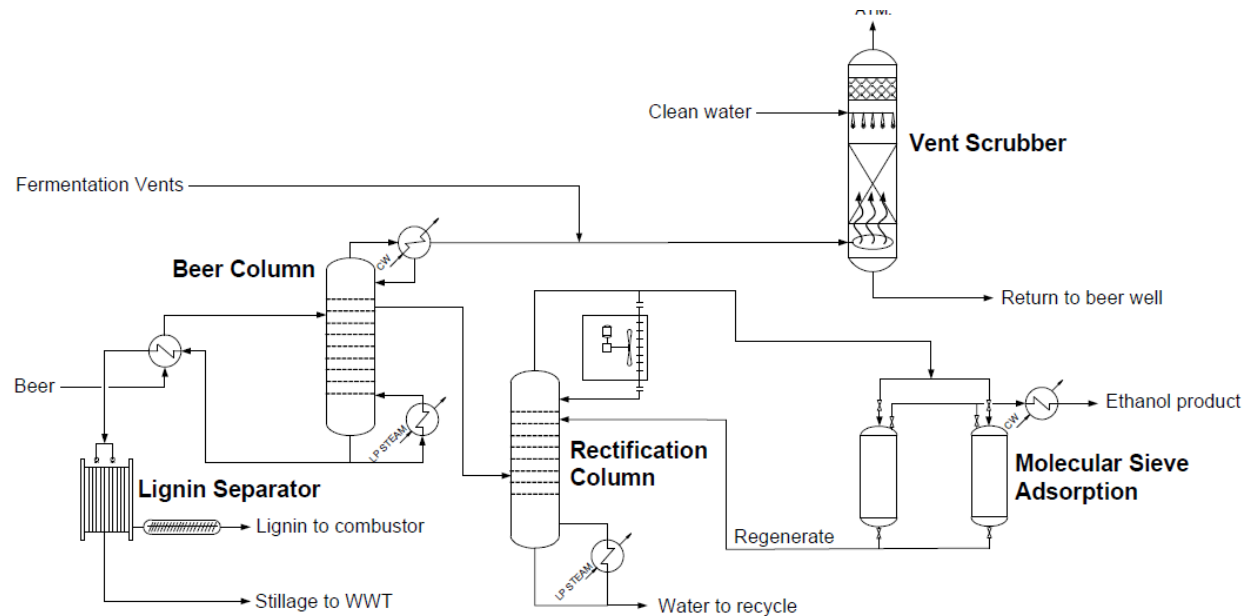 ATM.
Clean water
Vent Scrubber
Fermentation Vents
Beer Column
CW
Return to beer well
Beer
LP STEAM
Ethanol product
CW
Rectification
Column
Molecular Sieve
Adsorption
Lignin Separator
Lignin to combustor
Regenerate
LP STEAM
Stillage to WWT
Water to recycle